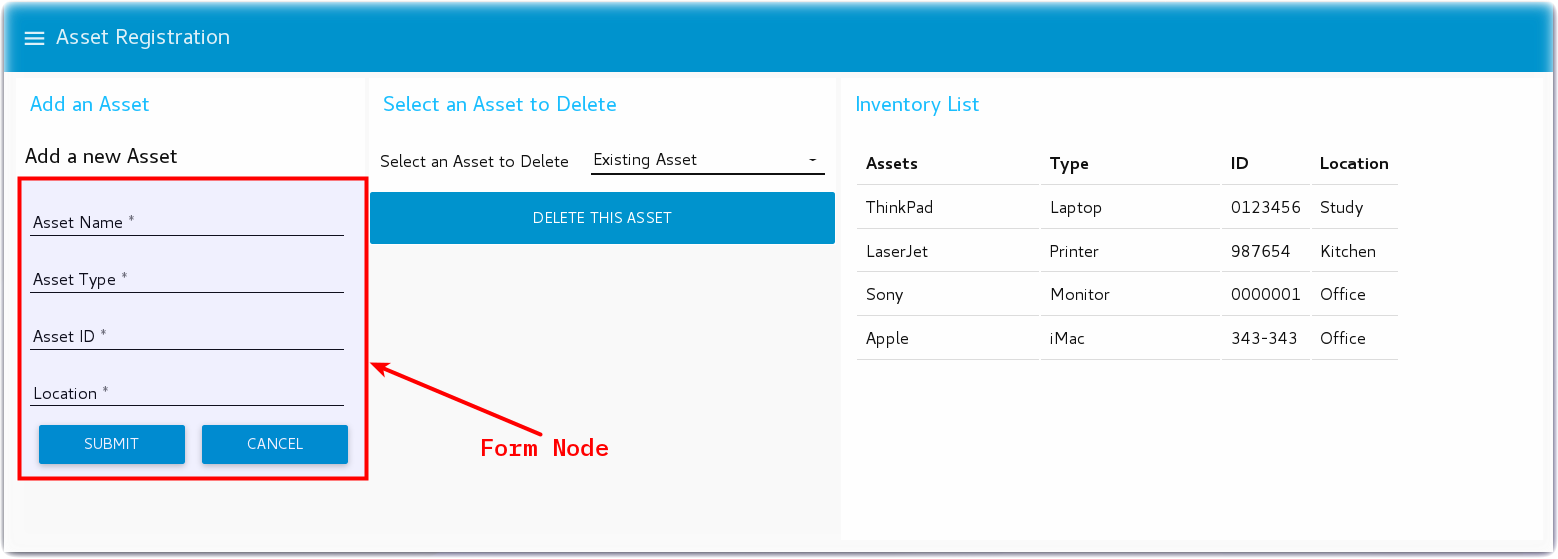 Asset Registration
Add an Asset
Add a new Asset
Asset Name *
Asset Type *
Asset ID *
Location *
SUBMIT CANCEL
Select an Asset to Delete
Select an Asset to Delete Existing Asset
DELETE THIS ASSET
Form Node
Inventory List
Assets Type ID Location
ThinkPad Laptop 0123456 Study
LaserJet Printer 987654 Kitchen
Sony Monitor 0000001 Office
Apple iMac 343-343 Office